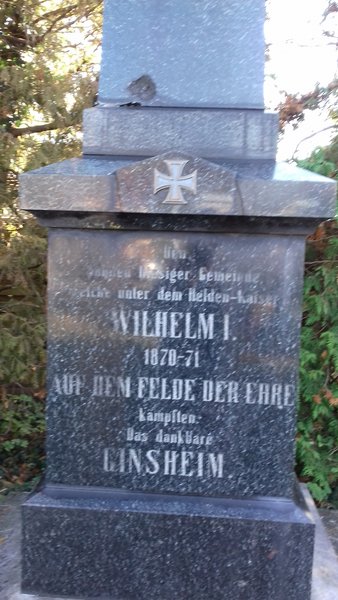 Den
Söhnen hiesiger Gemeinde
welche unter dem Helden-Kaiser
WILHELM I.
1870-71
AUF DEM FELDE DER EHRE
kämpften.
Das dankbare
GINSHEIM